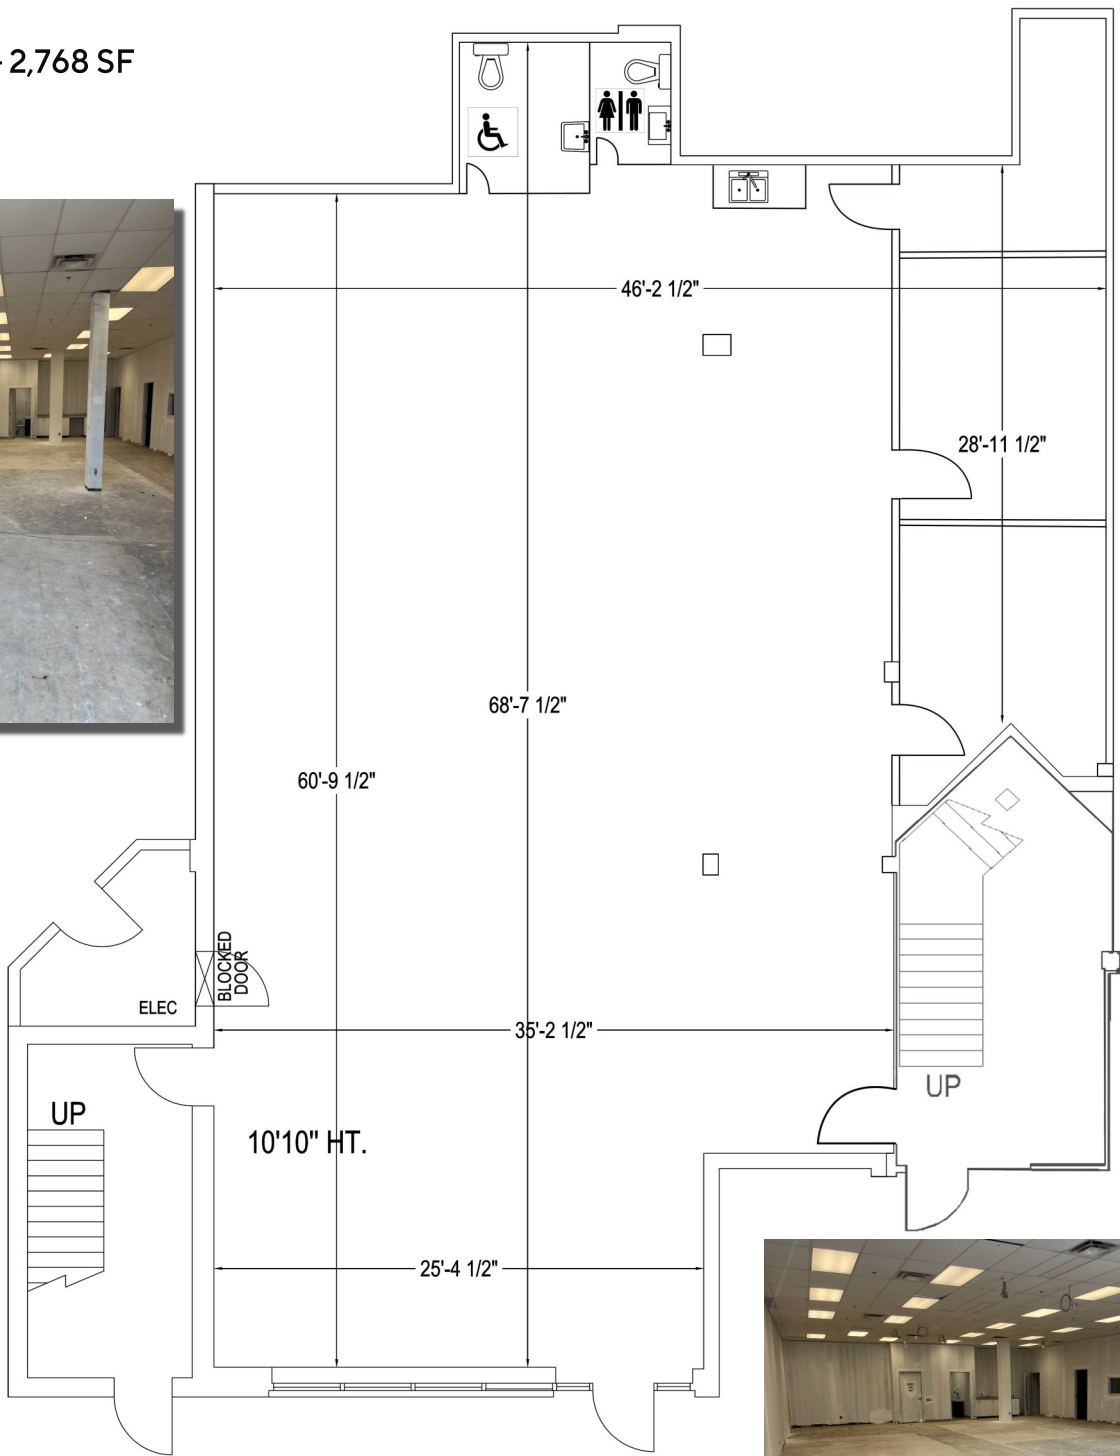 - 2,768 SF
46'-2 1/2"
28'-11 1/2"
68'-7 1/2"
60'-9 1/2"
BLOCKED
DOOR
ELEC
35'-2 1/2"
UP
UP
10'10" HT.
25'-4 1/2"